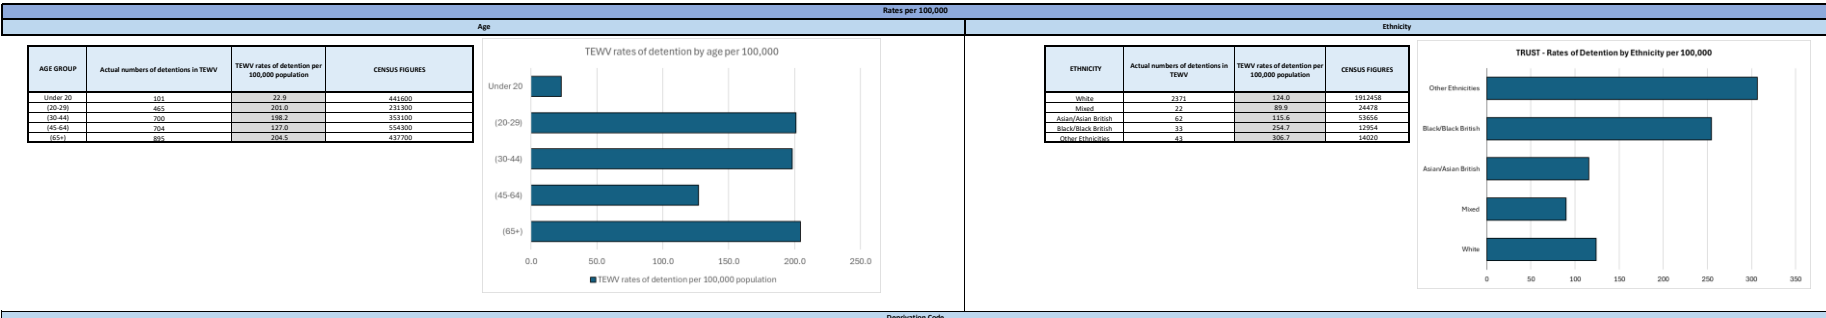 Rates per 100,000
Age
Ethnicity
AGE GROUP Actual numbers of detentions in TEWV TEWV rates of detention per 100,000 population CENSUS FIGURES
Under 20 101 22.9 441600
(20-29) 465 201.0 231300
(30-44) 700 198.2 353100
(45-64) 704 127.0 554300
(65+) 895 204.5 437700
TEWV rates of detention by age per 100,000
Under 20
(20-29)
(30-44)
(45-64)
(65+)
0.0 50.0 100.0 150.0 200.0 250.0
TEWV rates of detention per 100,000 population
ETHNICITY Actual numbers of detentions in TEWV TEWV rates of detention per 100,000 population CENSUS FIGURES
White 2371 124.0 1912458
Mixed 22 89.9 24478
Asian/Asian British 62 115.6 53656
Black/Black British 33 254.7 12954
Other Ethnicities 43 306.7 14020
TRUST - Rates of Detention by Ethnicity per 100,000
Other Ethnicities
Black/Black British
Asian/Asian British
Mixed
White
0 50 100 150 200 250 300 350
Deprivation Code